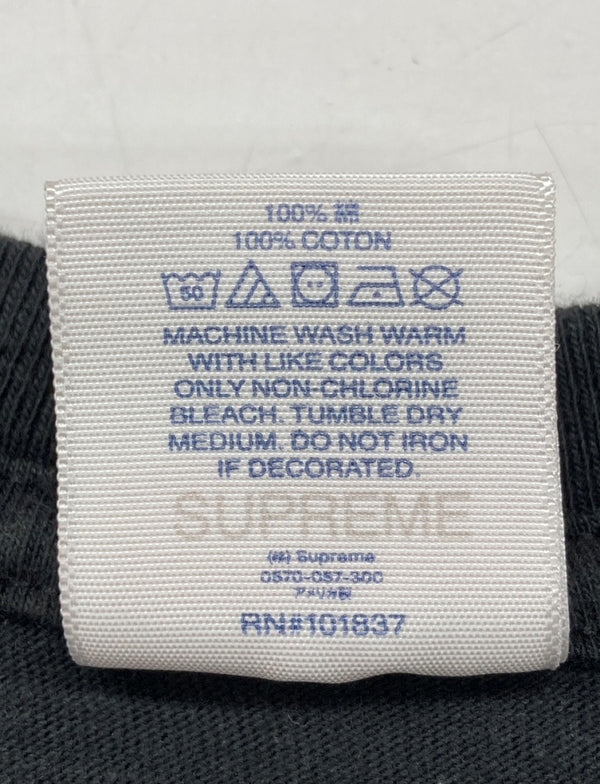 100% 綿
100% COTON
50
MACHINE WASH WARM
WITH LIKE COLORS
ONLY NON-CHLORINE
BLEACH. TUMBLE DRY
MEDIUM. DO NOT IRON
IF DECORATED.
SUPREME
(株) Supreme
0570-057-300
アメリカ製
RN#101837